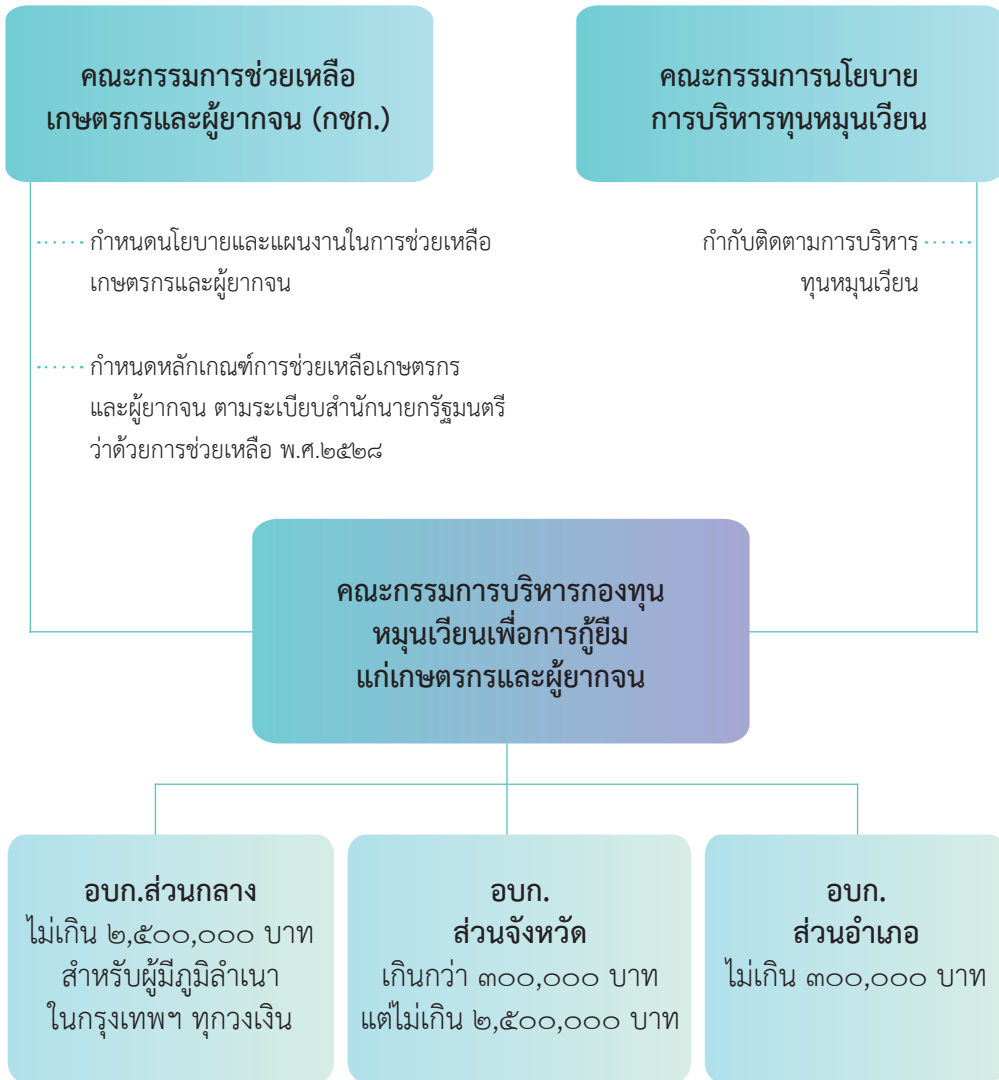 คณะกรรมการช่วยเหลือ
เกษตรกรและผู้ยากจน (กชก.)
คณะกรรมการนโยบาย
การบริหารทุนหมุนเวียน
กำหนดนโยบายและแผนงานในการช่วยเหลือ
เกษตรกรและผู้ยากจน
กำหนดหลักเกณฑ์การช่วยเหลือเกษตรกร
และผู้ยากจน ตามระเบียบสำนักนายกรัฐมนตรี
ว่าด้วยการช่วยเหลือ พ.ศ.๒๕๒๘
กำกับติดตามการบริหาร
ทุนหมุนเวียน
คณะกรรมการบริหารกองทุน
หมุนเวียนเพื่อการกู้ยืม
แก่เกษตรกรและผู้ยากจน
อบก.ส่วนกลาง
ไม่เกิน ๒,๕๐๐,๐๐๐ บาท
สำหรับผู้มีภูมิลำเนา
ในกรุงเทพฯ ทุกวงเงิน
อบก.
ส่วนจังหวัด
เกินกว่า ๓๐๐,๐๐๐ บาท
แต่ไม่เกิน ๒,๕๐๐,๐๐๐ บาท
อบก.
ส่วนอำเภอ
ไม่เกิน ๓๐๐,๐๐๐ บาท